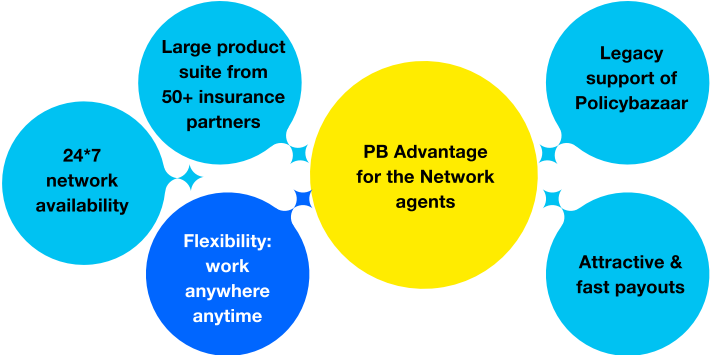 Large product
suite from
50+ insurance
partners
24*7
network
availability
Flexibility:
work
anywhere
anytime
PB Advantage
for the Network
agents
Legacy
support of
Policybazaar
Attractive &
fast payouts